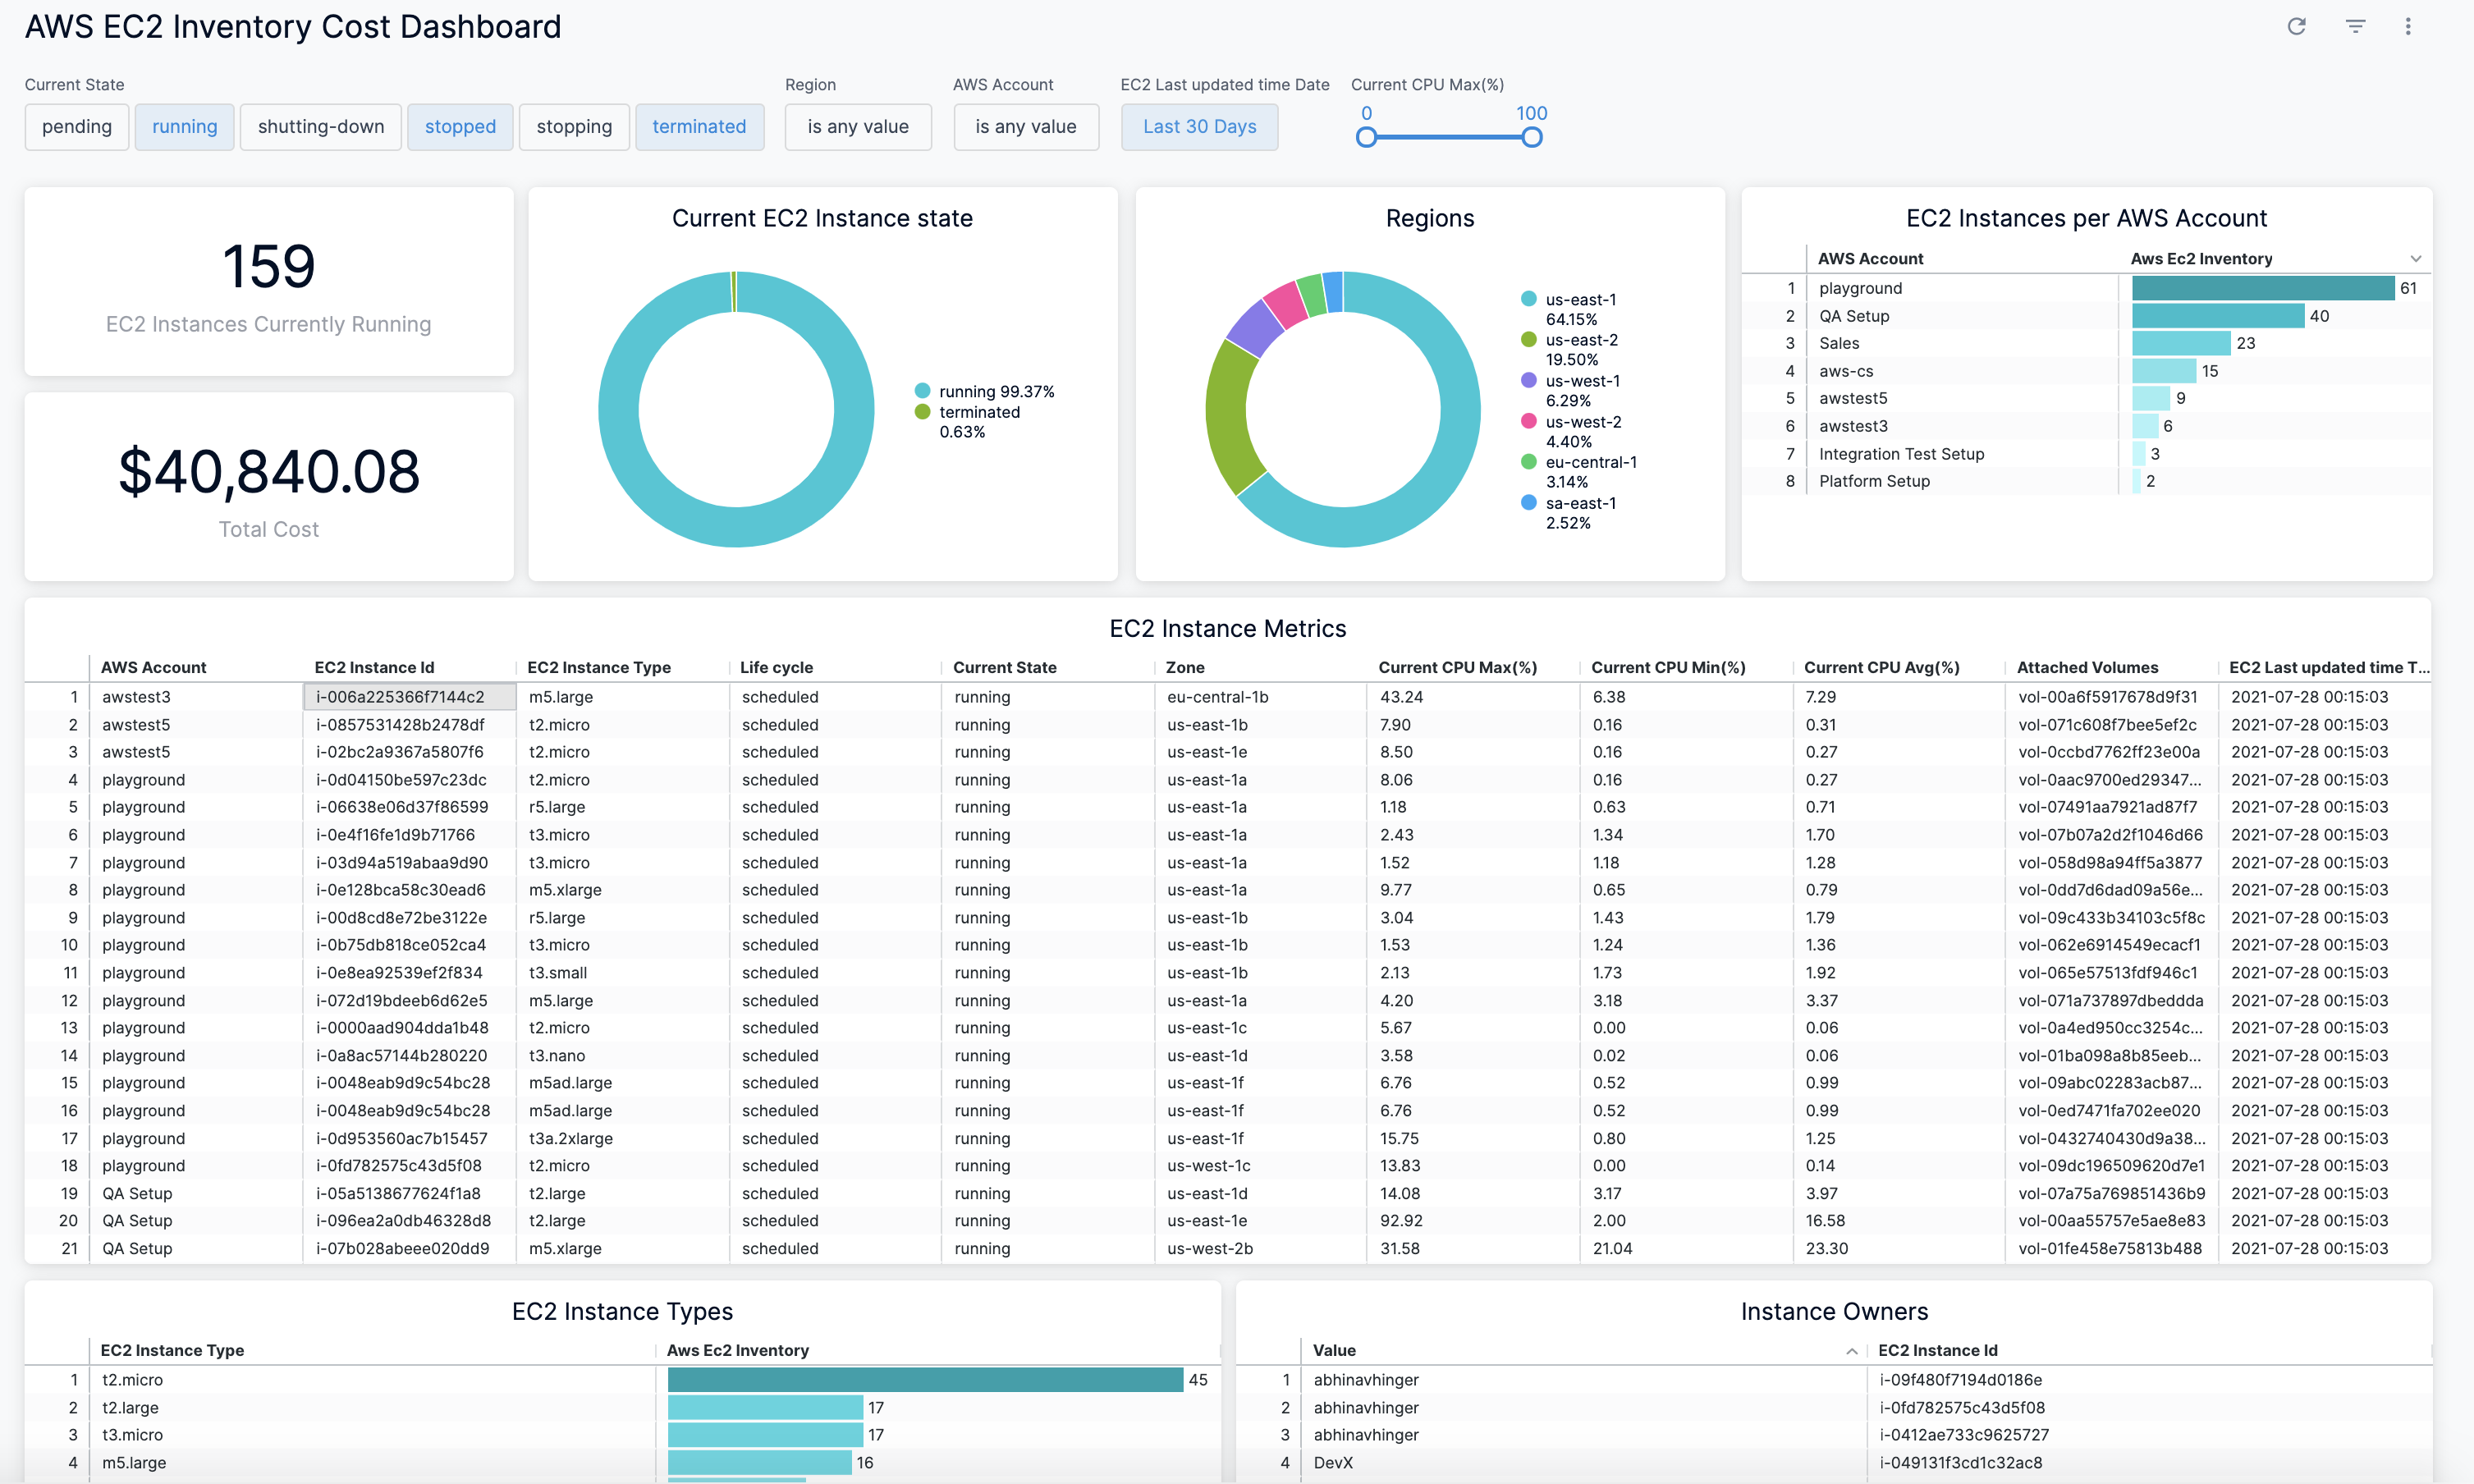 AWS EC2 Inventory Cost Dashboard
Current State
Region
AWS Account
EC2 Last updated time Date
Current CPU Max(%)
pending running shutting-down stopped stopping terminated
is any value
is any value
Last 30 Days
0 100
159
EC2 Instances Currently Running
$40,840.08
Total Cost
Current EC2 Instance state
running 99.37%
terminated
0.63%
Regions
us-east-1
64.15%
us-east-2
19.50%
us-west-1
6.29%
us-west-2
4.40%
eu-central-1
3.14%
sa-east-1
2.52%
EC2 Instances per AWS Account
AWS Account Aws Ec2 Inventory
1 playground 61
2 QA Setup 40
3 Sales 23
4 aws-cs 15
5 awstest5 9
6 awstest3 6
7 Integration Test Setup 3
8 Platform Setup 2
EC2 Instance Metrics
AWS Account EC2 Instance Id EC2 Instance Type Life cycle Current State Zone Current CPU Max(%) Current CPU Min(%) Current CPU Avg(%) Attached Volumes EC2 Last updated time T...
1 awstest3 i-006a225366f7144c2 m5.large scheduled running eu-central-1b 43.24 6.38 7.29 vol-00a6f5917678d9f31 2021-07-28 00:15:03
2 awstest5 i-0857531428b2478df t2.micro scheduled running us-east-1b 7.90 0.16 0.31 vol-071c608f7bee5ef2c 2021-07-28 00:15:03
3 awstest5 i-02bc2a9367a5807f6 t2.micro scheduled running us-east-1e 8.50 0.16 0.27 vol-0ccbd7762ff23e00a 2021-07-28 00:15:03
4 playground i-0d04150be597c23dc t2.micro scheduled running us-east-1a 8.06 0.16 0.27 vol-0aac9700ed29347... 2021-07-28 00:15:03
5 playground i-06638e06d37f86599 r5.large scheduled running us-east-1a 1.18 0.63 0.71 vol-07491aa7921ad87f7 2021-07-28 00:15:03
6 playground i-0e4f16fe1d9b71766 t3.micro scheduled running us-east-1a 2.43 1.34 1.70 vol-07b07a2d2f1046d66 2021-07-28 00:15:03
7 playground i-03d94a519abaa9d90 t3.micro scheduled running us-east-1a 1.52 1.18 1.28 vol-058d98a94ff5a3877 2021-07-28 00:15:03
8 playground i-0e128bca58c30ead6 m5.xlarge scheduled running us-east-1a 9.77 0.65 0.79 vol-0dd7d6dad09a56e... 2021-07-28 00:15:03
9 playground i-00d8cd8e72be3122e r5.large scheduled running us-east-1b 3.04 1.43 1.79 vol-09c433b34103c5f8c 2021-07-28 00:15:03
10 playground i-0b75db818ce052ca4 t3.micro scheduled running us-east-1b 1.53 1.24 1.36 vol-062e6914549ecacf1 2021-07-28 00:15:03
11 playground i-0e8ea92539ef2f834 t3.small scheduled running us-east-1b 2.13 1.73 1.92 vol-065e57513fdf946c1 2021-07-28 00:15:03
12 playground i-072d19bdeeb6d62e5 m5.large scheduled running us-east-1a 4.20 3.18 3.37 vol-071a737897dbeddda 2021-07-28 00:15:03
13 playground i-0000aad904dda1b48 t2.micro scheduled running us-east-1c 5.67 0.00 0.06 vol-0a4ed950cc3254c... 2021-07-28 00:15:03
14 playground i-0a8ac57144b280220 t3.nano scheduled running us-east-1d 3.58 0.02 0.06 vol-01ba098a8b85eeb... 2021-07-28 00:15:03
15 playground i-0048eab9d9c54bc28 m5ad.large scheduled running us-east-1f 6.76 0.52 0.99 vol-09abc02283acb87... 2021-07-28 00:15:03
16 playground i-0048eab9d9c54bc28 m5ad.large scheduled running us-east-1f 6.76 0.52 0.99 vol-0ed7471fa702ee020 2021-07-28 00:15:03
17 playground i-0d953560ac7b15457 t3a.2xlarge scheduled running us-east-1f 15.75 0.80 1.25 vol-0432740430d9a38... 2021-07-28 00:15:03
18 playground i-0fd782575c43d5f08 t2.micro scheduled running us-west-1c 13.83 0.00 0.14 vol-09dc196509620d7e1 2021-07-28 00:15:03
19 QA Setup i-05a5138677624f1a8 t2.large scheduled running us-east-1d 14.08 3.17 3.97 vol-07a75a769851436b9 2021-07-28 00:15:03
20 QA Setup i-096ea2a0db46328d8 t2.large scheduled running us-east-1e 92.92 2.00 16.58 vol-00aa55757e5ae8e83 2021-07-28 00:15:03
21 QA Setup i-07b028abeee020dd9 m5.xlarge scheduled running us-west-2b 31.58 21.04 23.30 vol-01fe458e75813b488 2021-07-28 00:15:03
EC2 Instance Types
EC2 Instance Type Aws Ec2 Inventory
1 t2.micro 45
2 t2.large 17
3 t3.micro 17
4 m5.large 16
Instance Owners
Value EC2 Instance Id
1 abhinavhinger i-09f480f7194d0186e
2 abhinavhinger i-0fd782575c43d5f08
3 abhinavhinger i-0412ae733c9625727
4 DevX i-049131f3cd1c32ac8